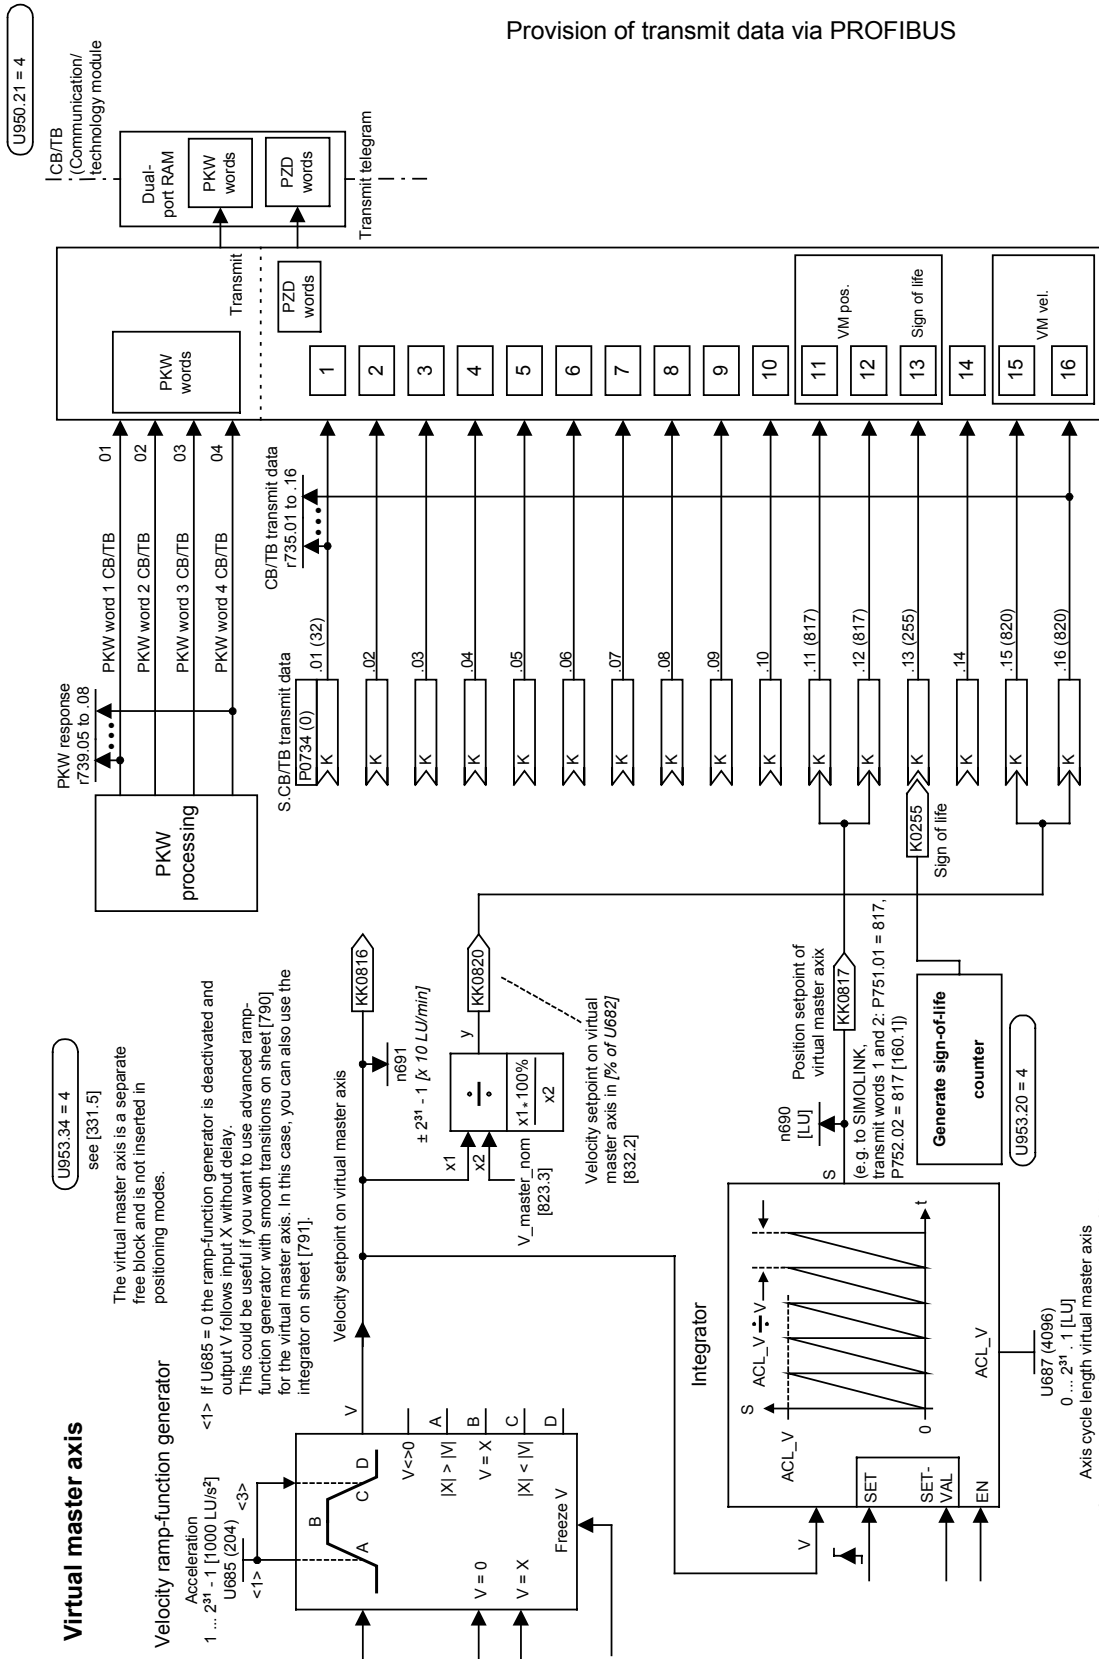 Provision of transmit data via PROFIBUS
U950.21 = 4
CB/TB
(Communication/
technology module
Dual-
port RAM
PKW
words
PZD
words
Transmit telegram
Transmit
PKW
words
PZD
words
1
2
3
4
5
6
7
8
9
10
11
12
13
14
15
16
VM pos.
Sign of life
VM vel.
01
02
03
04
PKW word 1 CB/TB
PKW word 2 CB/TB
PKW word 3 CB/TB
PKW word 4 CB/TB
PKW response
r739.05 to .08
PKW
processing
CB/TB transmit data
r735.01 to .16
S.CB/TB transmit data
P0734 (0)
K
.01 (32)
K
.02
K
.03
K
.04
K
.05
K
.06
K
.07
K
.08
K
.09
K
.10
K
.11 (817)
K
.12 (817)
K
.13 (255)
K
.14
K
.15 (820)
K
.16 (820)
K0255
Sign of life
Virtual master axis
U953.34 = 4
see [331.5]
The virtual master axis is a separate
free block and is not inserted in
positioning modes.
Velocity ramp-function generator
<1> If U685 = 0 the ramp-function generator is deactivated and
output V follows input X without delay.
This could be useful if you want to use advanced ramp-
function generator with smooth transitions on sheet [790]
for the virtual master axis. In this case, you can also use the
integrator on sheet [791].
Acceleration
1 ... 2³¹ - 1 [1000 LU/s²]
U685 (204)
<1>
<3>
A
B
C
D
V
V<>0
|X| > |V|
V = X
|X| < |V|
A
B
C
D
V = 0
V = X
Freeze V
Velocity setpoint on virtual master axis
KK0816
n691
± 2³¹ - 1 [x 10 LU/min]
x1
x2
V_master_nom
[823.3]
x1*100%
x2
y
KK0820
Velocity setpoint on virtual
master axis in [% of U682]
[832.2]
Integrator
V
SET
SET-
VAL
EN
S
ACL_V
ACL_V ÷ V
t
0
ACL_V
U687 (4096)
0 ... 2³¹ . 1 [LU]
Axis cycle length virtual master axis
S
n690
[LU]
Position setpoint of
virtual master axix
KK0817
(e.g. to SIMOLINK,
transmit words 1 and 2: P751.01 = 817,
P752.02 = 817 [160.1])
Generate sign-of-life
counter
U953.20 = 4